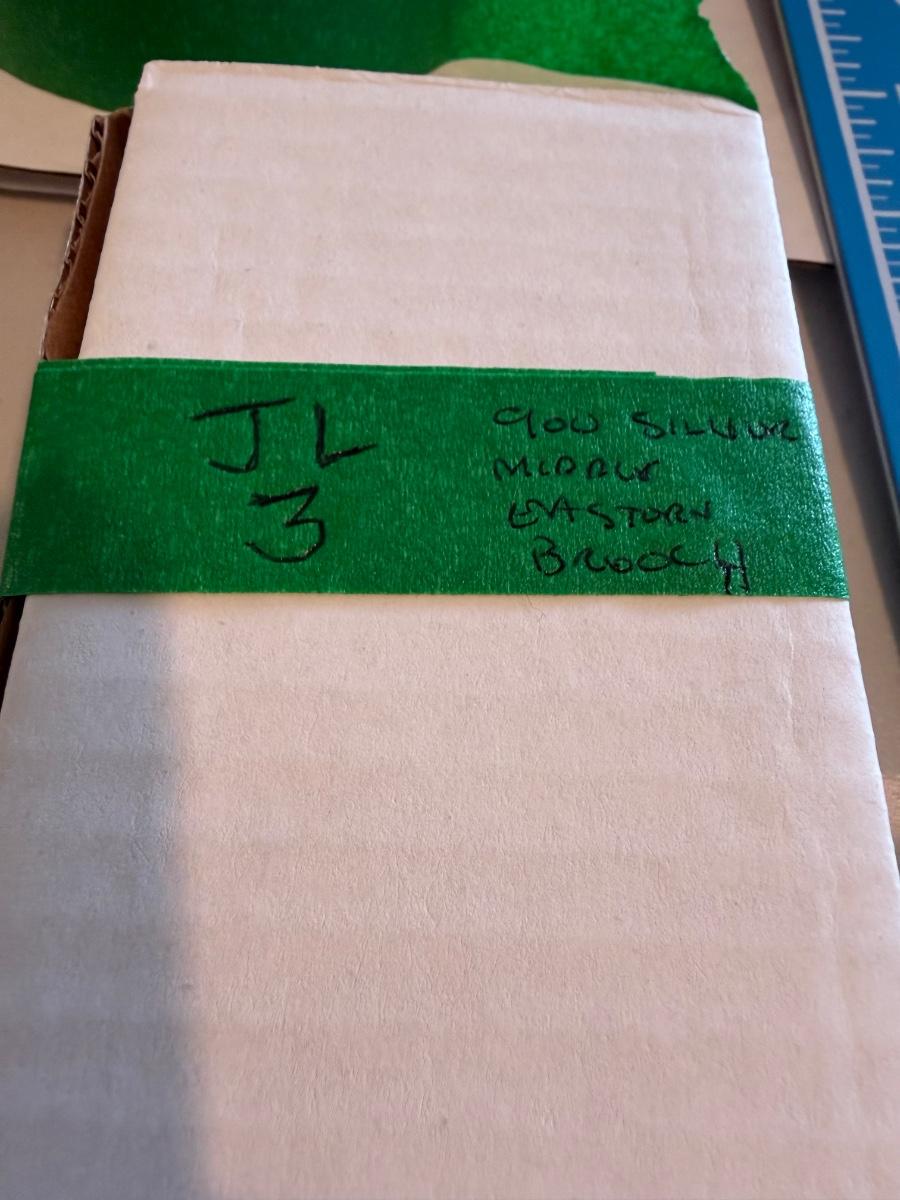 JL
3
900 SILVER
MIDDLE
EASTERN
BROOCH